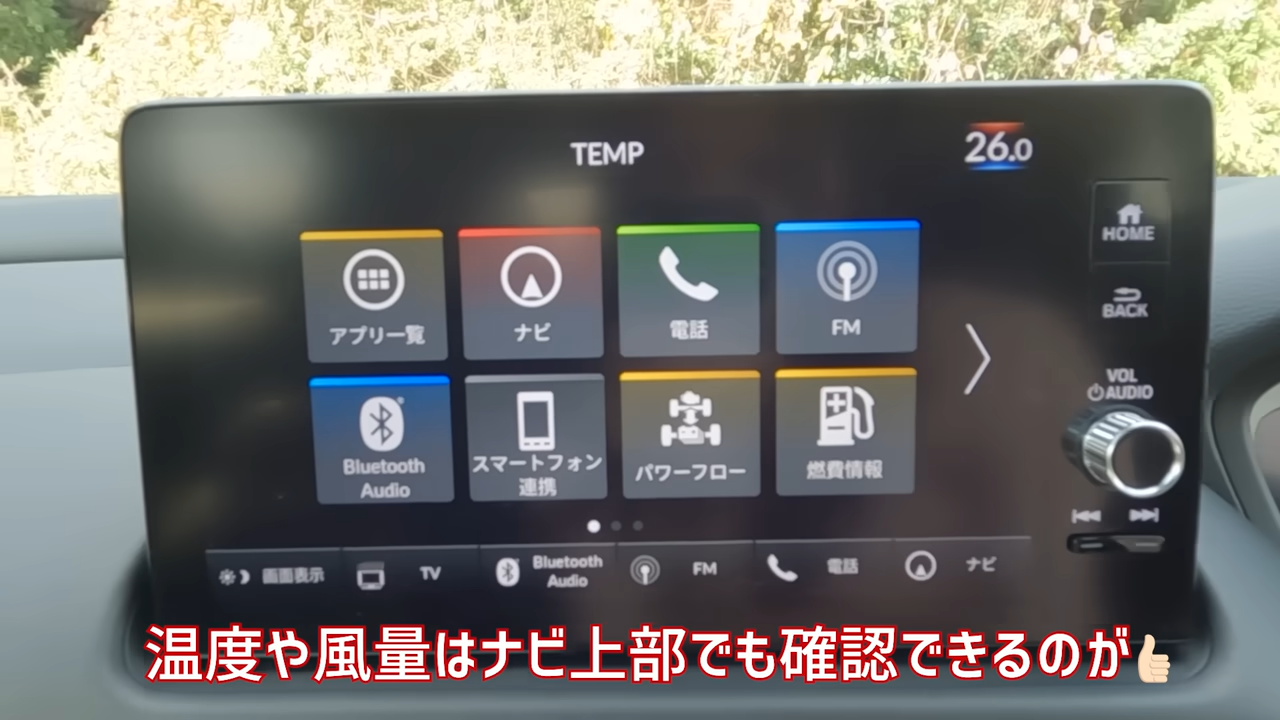 TEMP
26.0
HOME
BACK
VOL
AUDIO
アプリ一覧
ナビ
電話
FM
Bluetooth
Audio
スマートフォン
連携
パワーフロー
燃費情報
画面表示
TV
Bluetooth
Audio
FM
電話
ナビ
温度や風量はナビ上部でも確認できるのが👍🏻